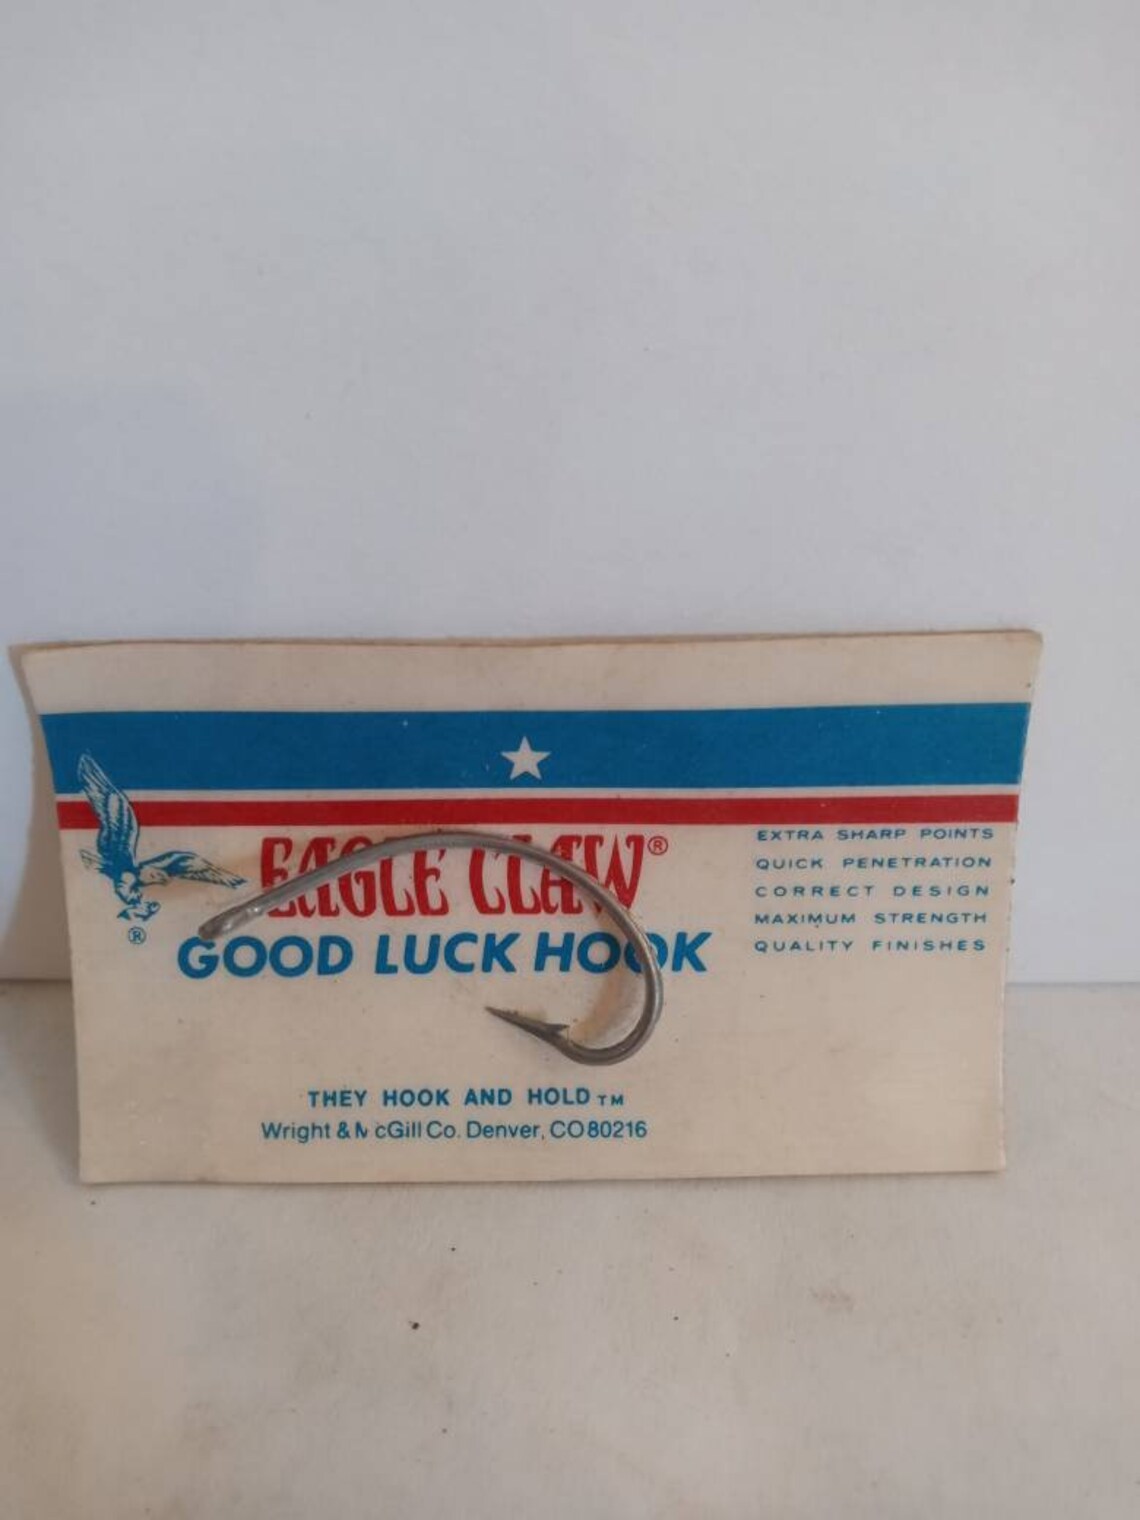 EAGLE CLAW®
GOOD LUCK HOOK
®
EXTRA SHARP POINTS
QUICK PENETRATION
CORRECT DESIGN
MAXIMUM STRENGTH
QUALITY FINISHES
THEY HOOK AND HOLD TM
Wright & McGill Co. Denver, CO 80216